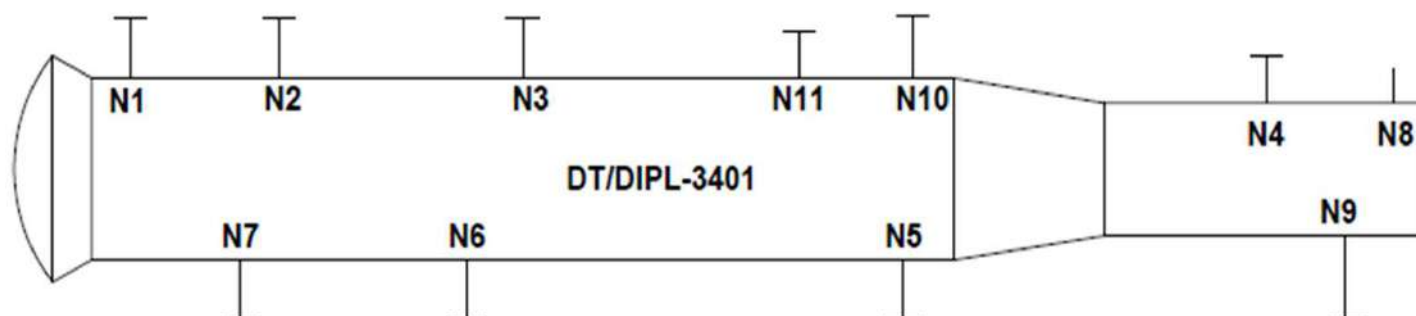 N1 N2 N3 N11 N10
N4 N8
DT/DIPL-3401
N9
N7 N6 N5